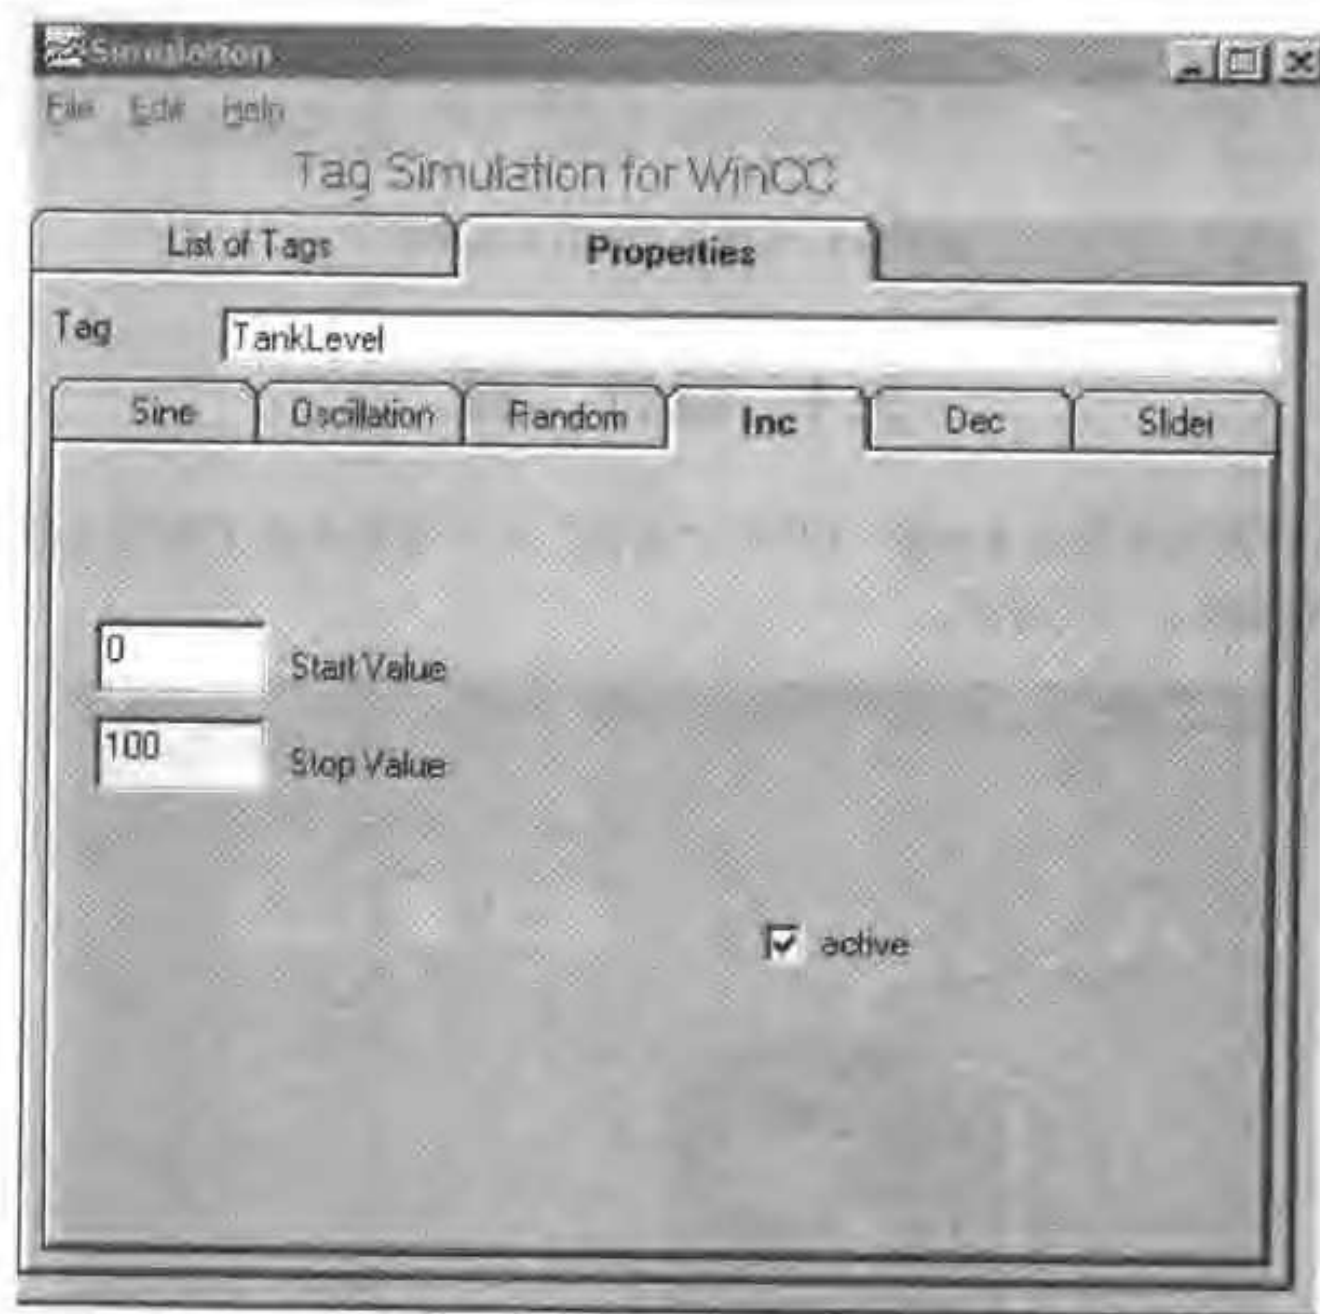 Simulation
File Edit Help
Tag Simulation for WinCC
List of Tags Properties
Tag TankLevel
Sine Oscillation Random Inc Dec Slider
0 Start Value
100 Stop Value
active